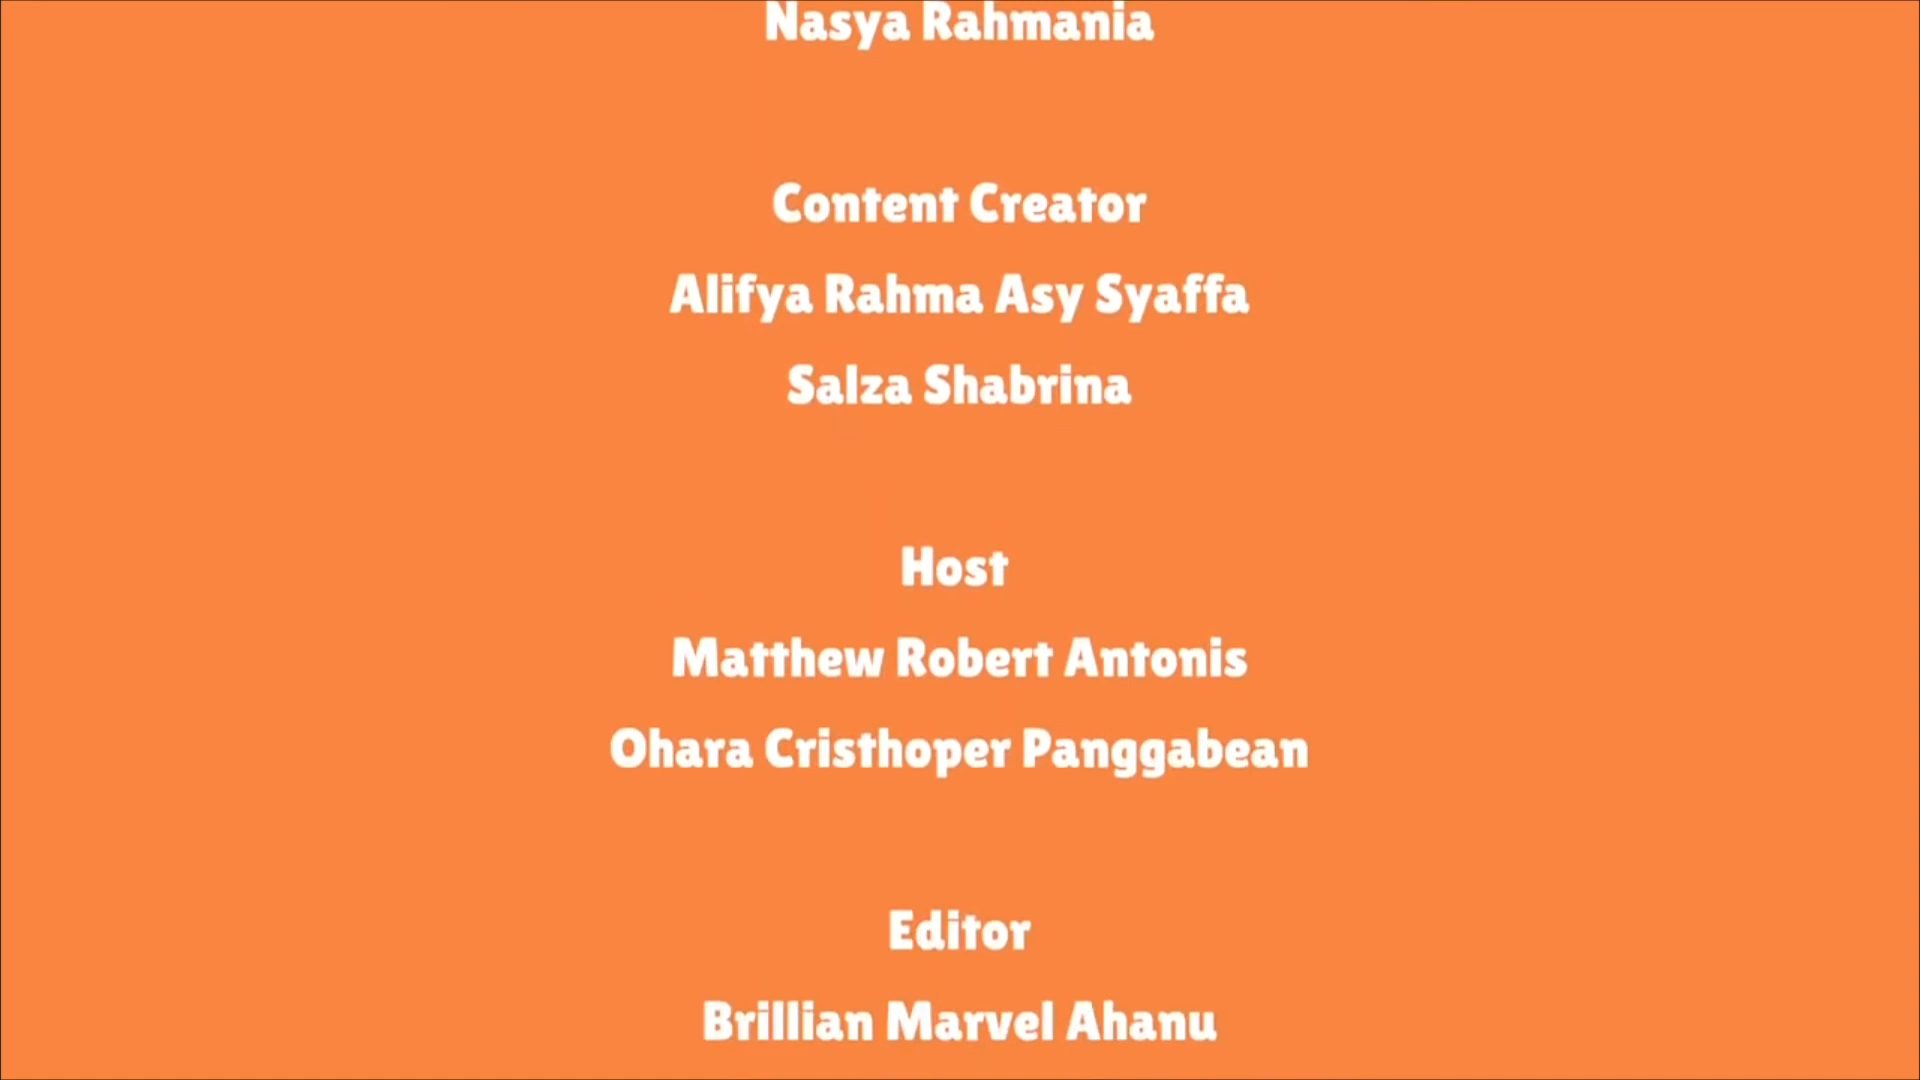 Nasya Rahmania
Content Creator
Alifya Rahma Asy Syaffa
Salza Shabrina
Host
Matthew Robert Antonis
Ohara Cristhoper Panggabean
Editor
Brillian Marvel Ahanu